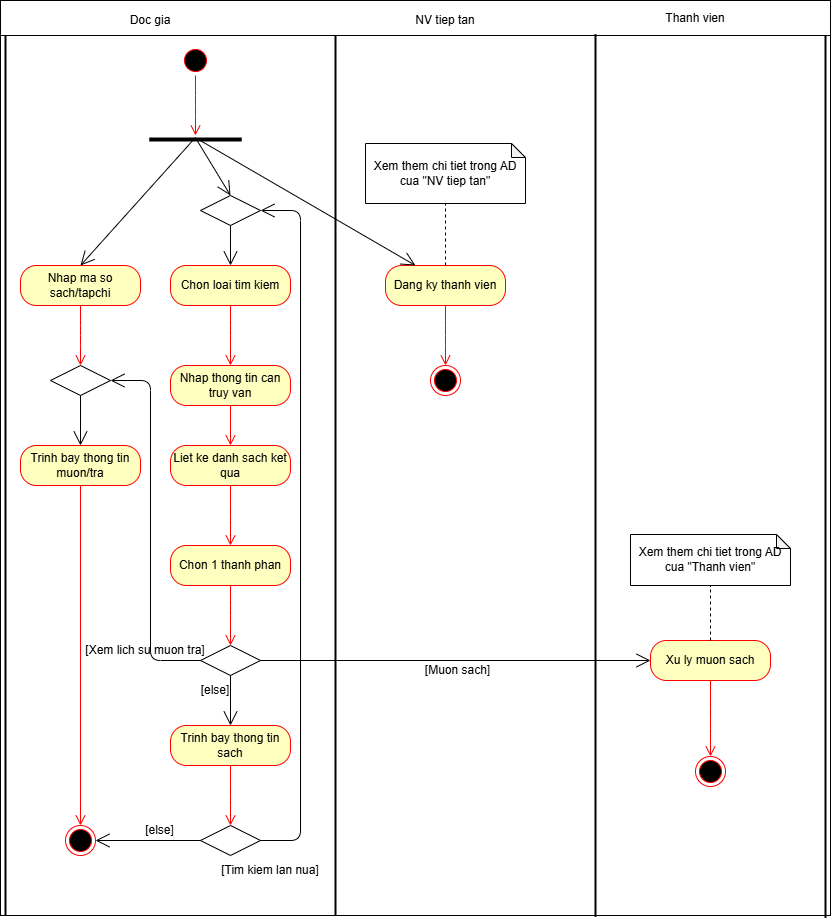 Doc gia
NV tiep tan
Thanh vien
Xem them chi tiet trong AD
cua "NV tiep tan"
Nhap ma so
sach/tapchi
Chon loai tim kiem
Dang ky thanh vien
Nhap thong tin can
truy van
Trinh bay thong tin
muon/tra
Liet ke danh sach ket
qua
Chon 1 thanh phan
Xem them chi tiet trong AD
cua "Thanh vien"
[Xem lich su muon tra]
[Muon sach]
Xu ly muon sach
[else]
Trinh bay thong tin
sach
[else]
[Tim kiem lan nua]